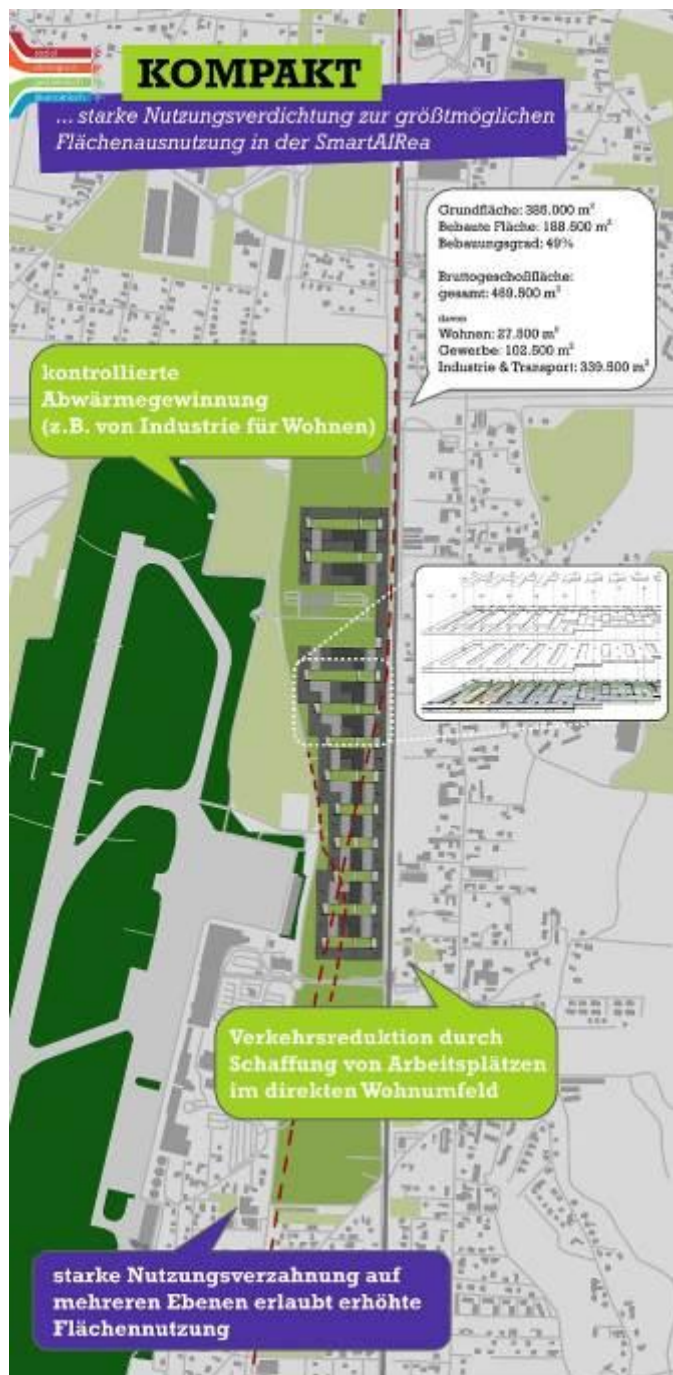 KOMPAKT
... starke Nutzungsverdichtung zur größtmöglichen
Flächenausnutzung in der SmartAIRea
Grundfläche: 385.000 m²
Bebaute Fläche: 188.500 m²
Bebauungsgrad: 49%
Bruttogeschoßfläche:
gesamt: 469.500 m²
davon
Wohnen: 27.500 m²
Gewerbe: 102.500 m²
Industrie & Transport: 339.500 m²
kontrollierte
Abwärmegewinnung
(z.B. von Industrie für Wohnen)
Verkehrsreduktion durch
Schaffung von Arbeitsplätzen
im direkten Wohnumfeld
starke Nutzungsverzahnung auf
mehreren Ebenen erlaubt erhöhte
Flächennutzung